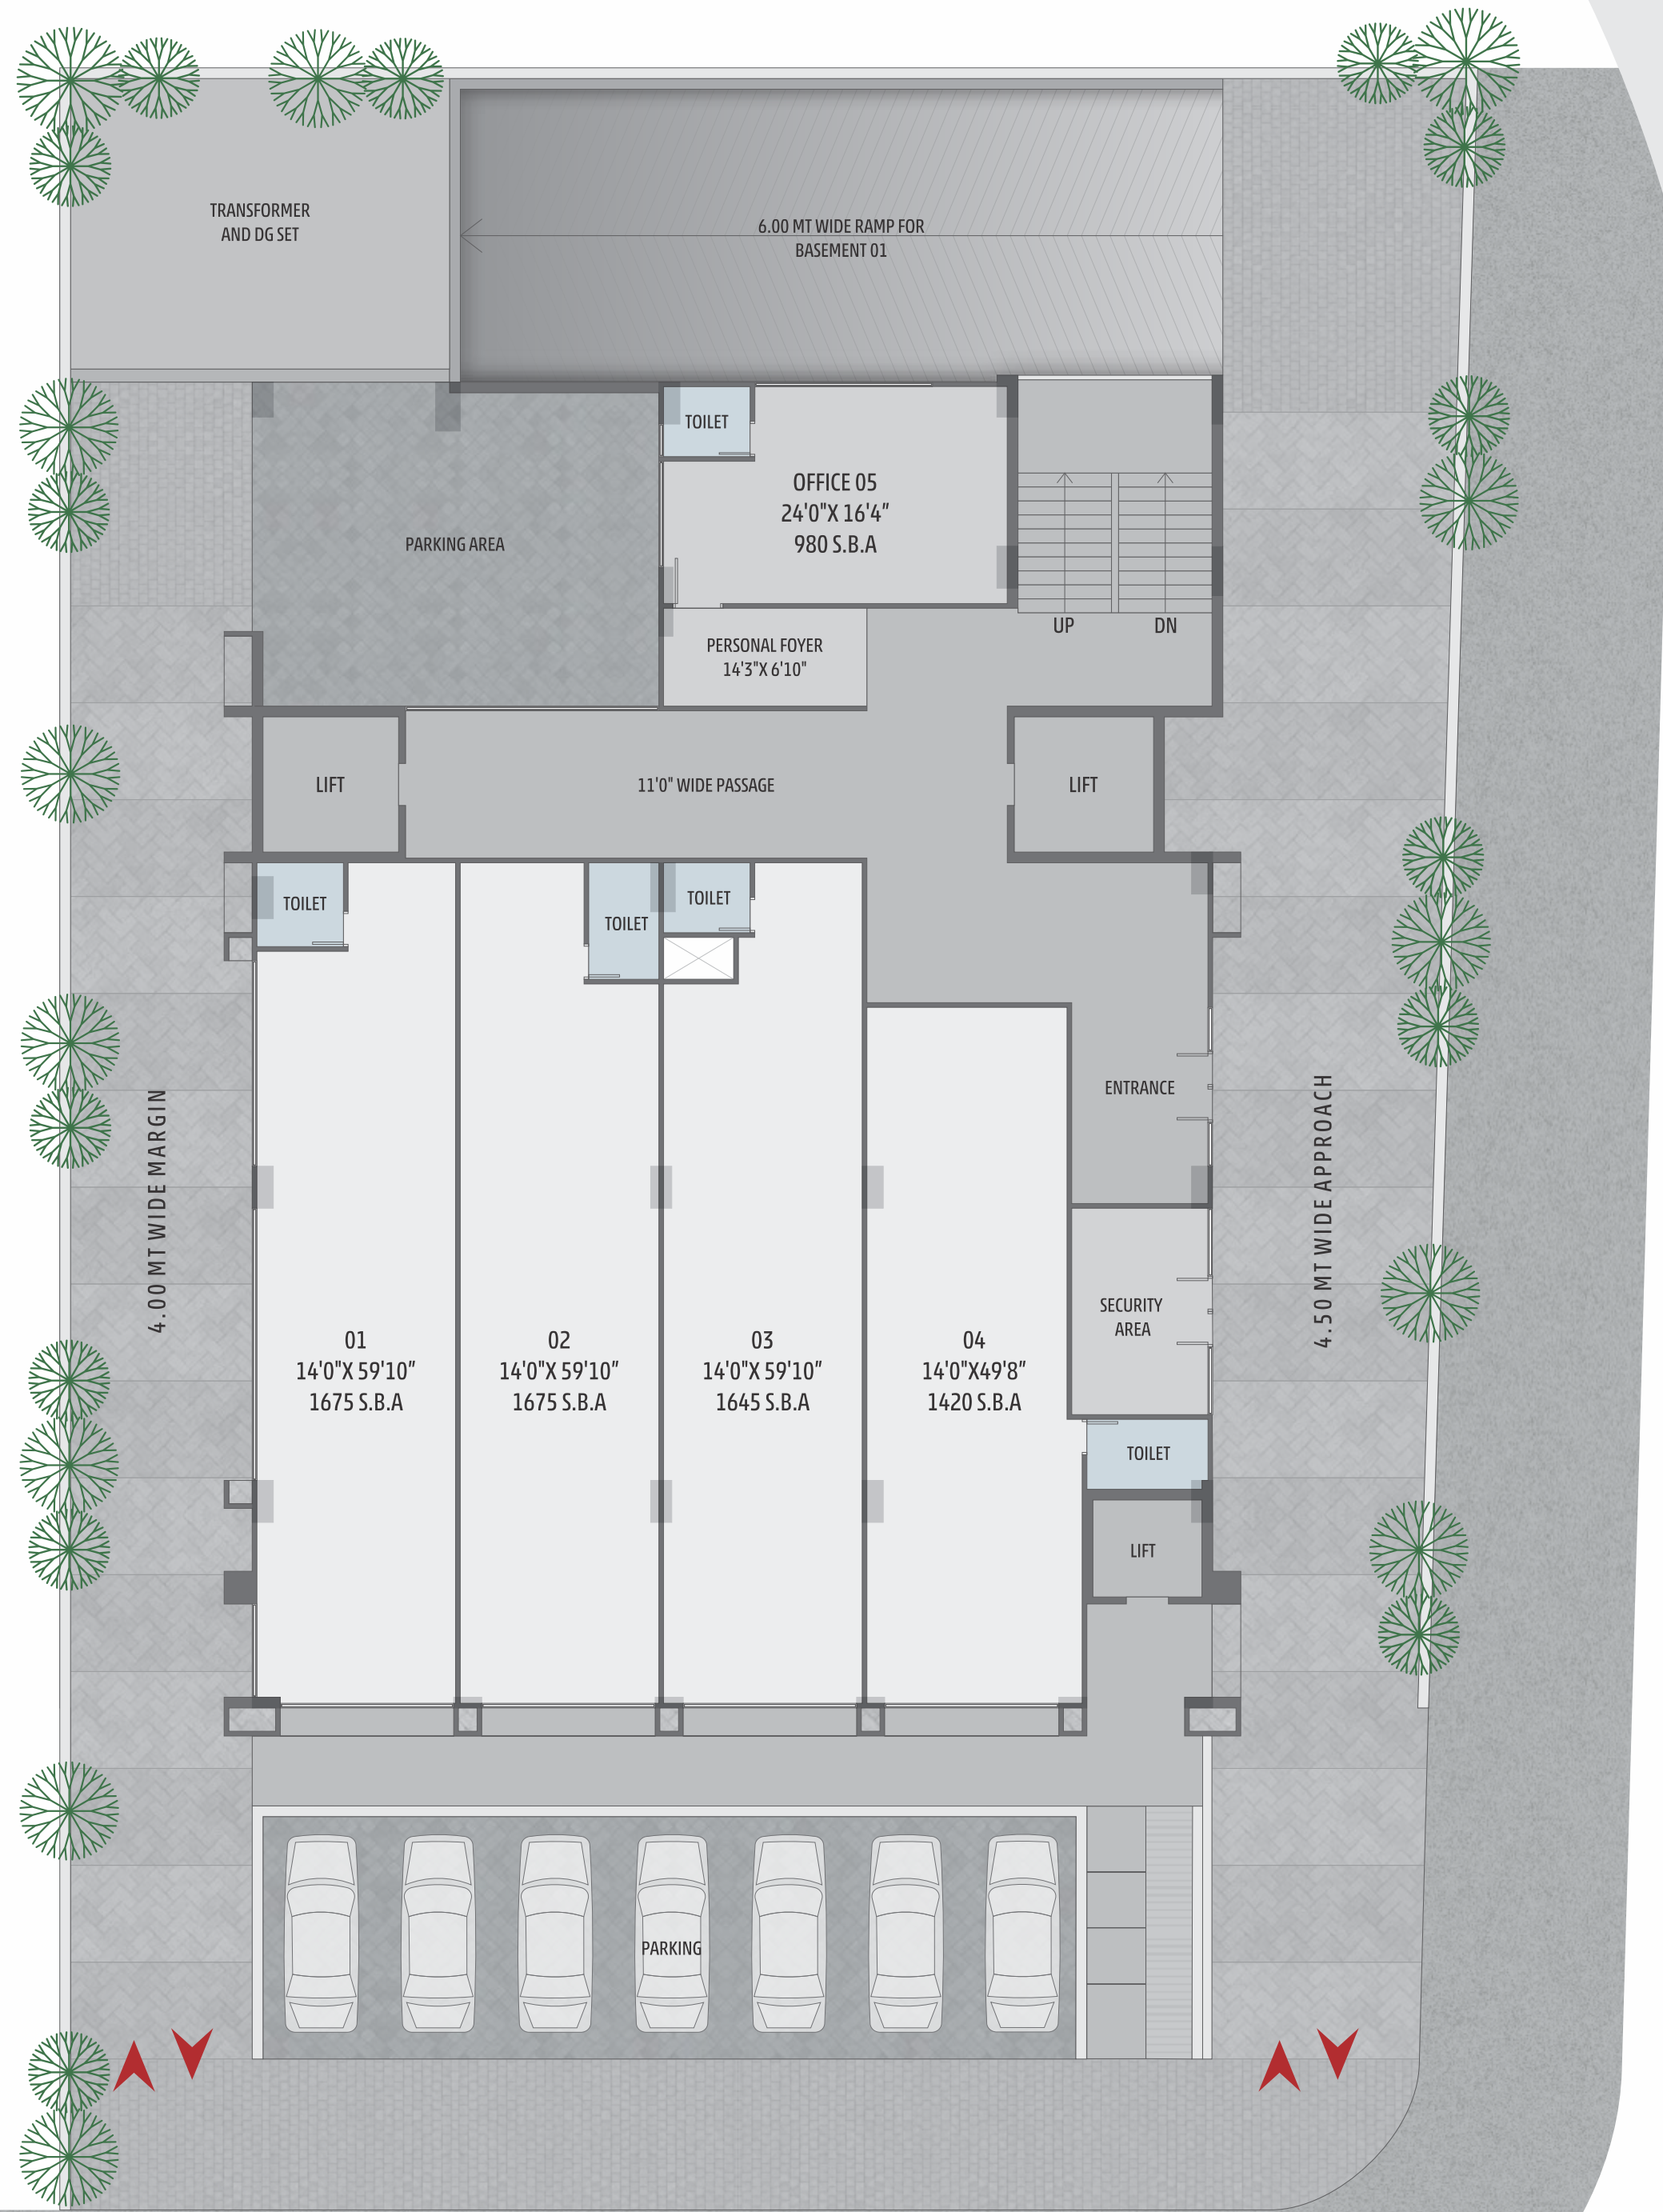 TRANSFORMER
AND DG SET
6.00 MT WIDE RAMP FOR
BASEMENT 01
TOILET
OFFICE 05
24'0"X 16'4”
980 S.B.A
PARKING AREA
UP
DN
PERSONAL FOYER
14'3"X 6'10"
LIFT
11'0" WIDE PASSAGE
LIFT
TOILET
TOILET
TOILET
ENTRANCE
4.00 MT WIDE MARGIN
4.50 MT WIDE APPROACH
SECURITY
AREA
01
14'0"X 59'10”
1675 S.B.A
02
14'0"X 59'10”
1675 S.B.A
03
14'0"X 59'10”
1645 S.B.A
04
14'0"X49'8”
1420 S.B.A
TOILET
LIFT
PARKING